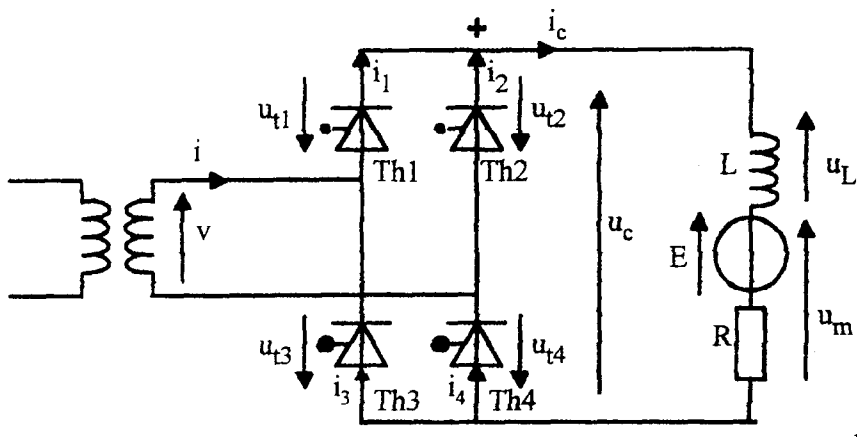 +
i_c
i_1
i_2
u_t1
u_t2
Th1
Th2
i
v
u_c
L
u_L
E
u_m
R
u_t3
u_t4
i_3
Th3
i_4
Th4